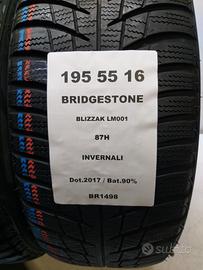 195 55 16
BRIDGESTONE
BLIZZAK LM001
87H
INVERNALI
Dot.2017 / Bat.90%
BR1498
subito